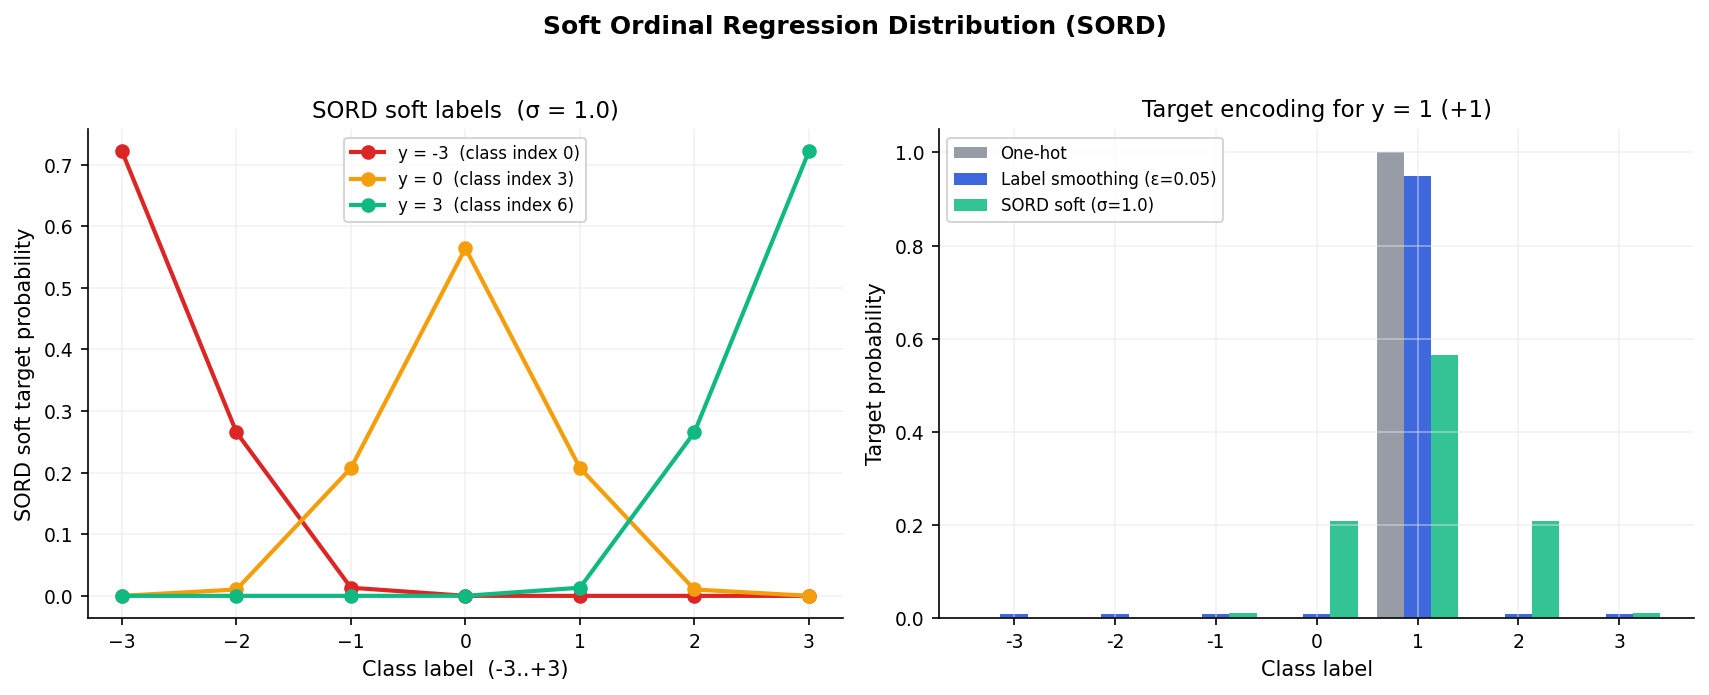 Soft Ordinal Regression Distribution (SORD)
SORD soft labels  (σ = 1.0)
y = -3  (class index 0)
y = 0  (class index 3)
y = 3  (class index 6)
SORD soft target probability
0.7
0.6
0.5
0.4
0.3
0.2
0.1
0.0
−3 −2 −1 0 1 2 3
Class label  (-3..+3)
Target encoding for y = 1 (+1)
One-hot
Label smoothing (ε=0.05)
SORD soft (σ=1.0)
Target probability
1.0
0.8
0.6
0.4
0.2
0.0
-3 -2 -1 0 1 2 3
Class label